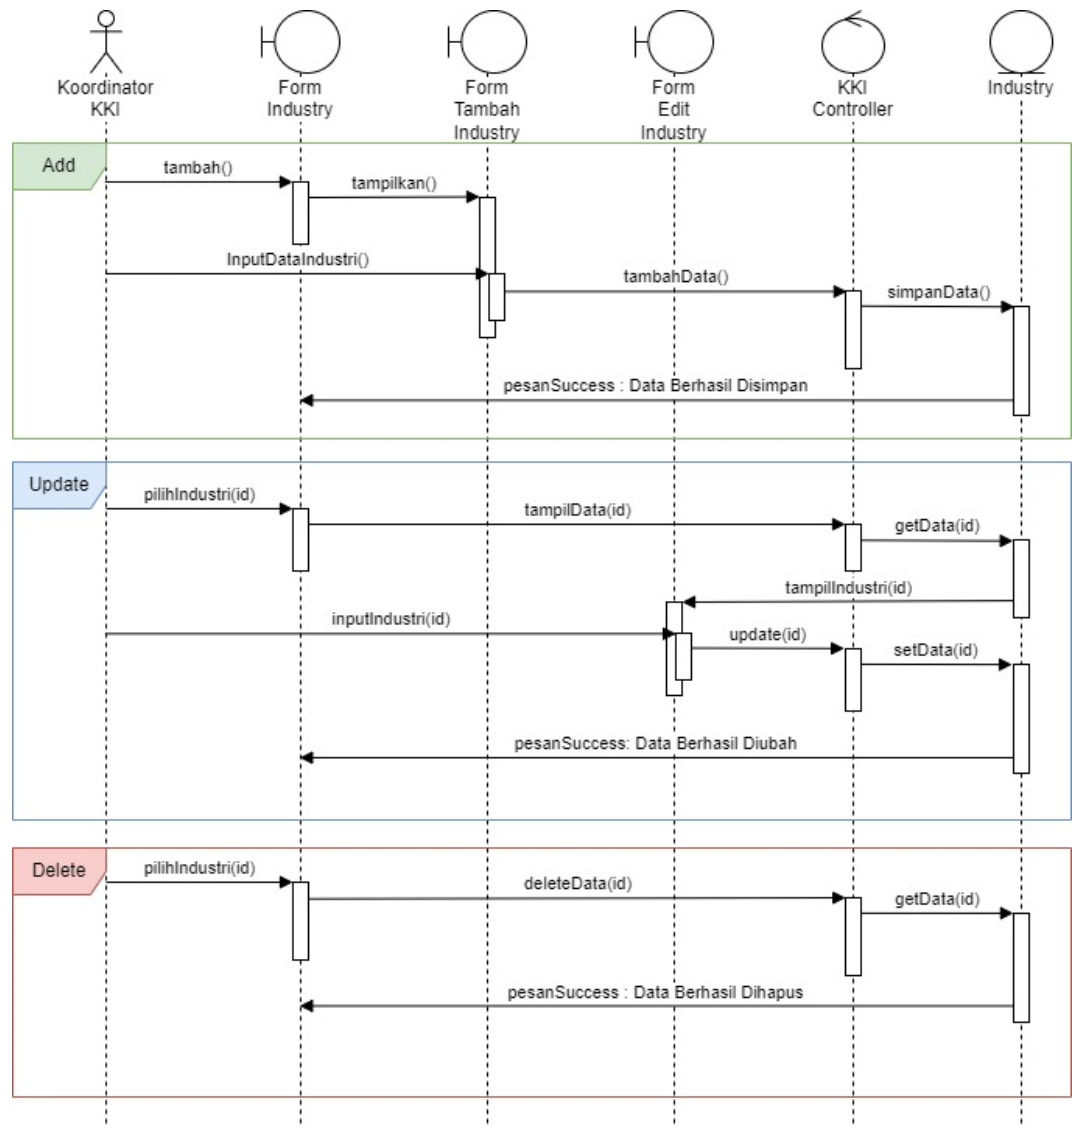 Koordinator
KKI
Form
Industry
Form
Tambah
Industry
Form
Edit
Industry
KKI
Controller
Industry
Add
tambah()
tampilkan()
InputDataIndustri()
tambahData()
simpanData()
pesanSuccess : Data Berhasil Disimpan
Update
pilihIndustri(id)
tampilData(id)
getData(id)
tampilIndustri(id)
inputIndustri(id)
update(id)
setData(id)
pesanSuccess: Data Berhasil Diubah
Delete
pilihIndustri(id)
deleteData(id)
getData(id)
pesanSuccess : Data Berhasil Dihapus